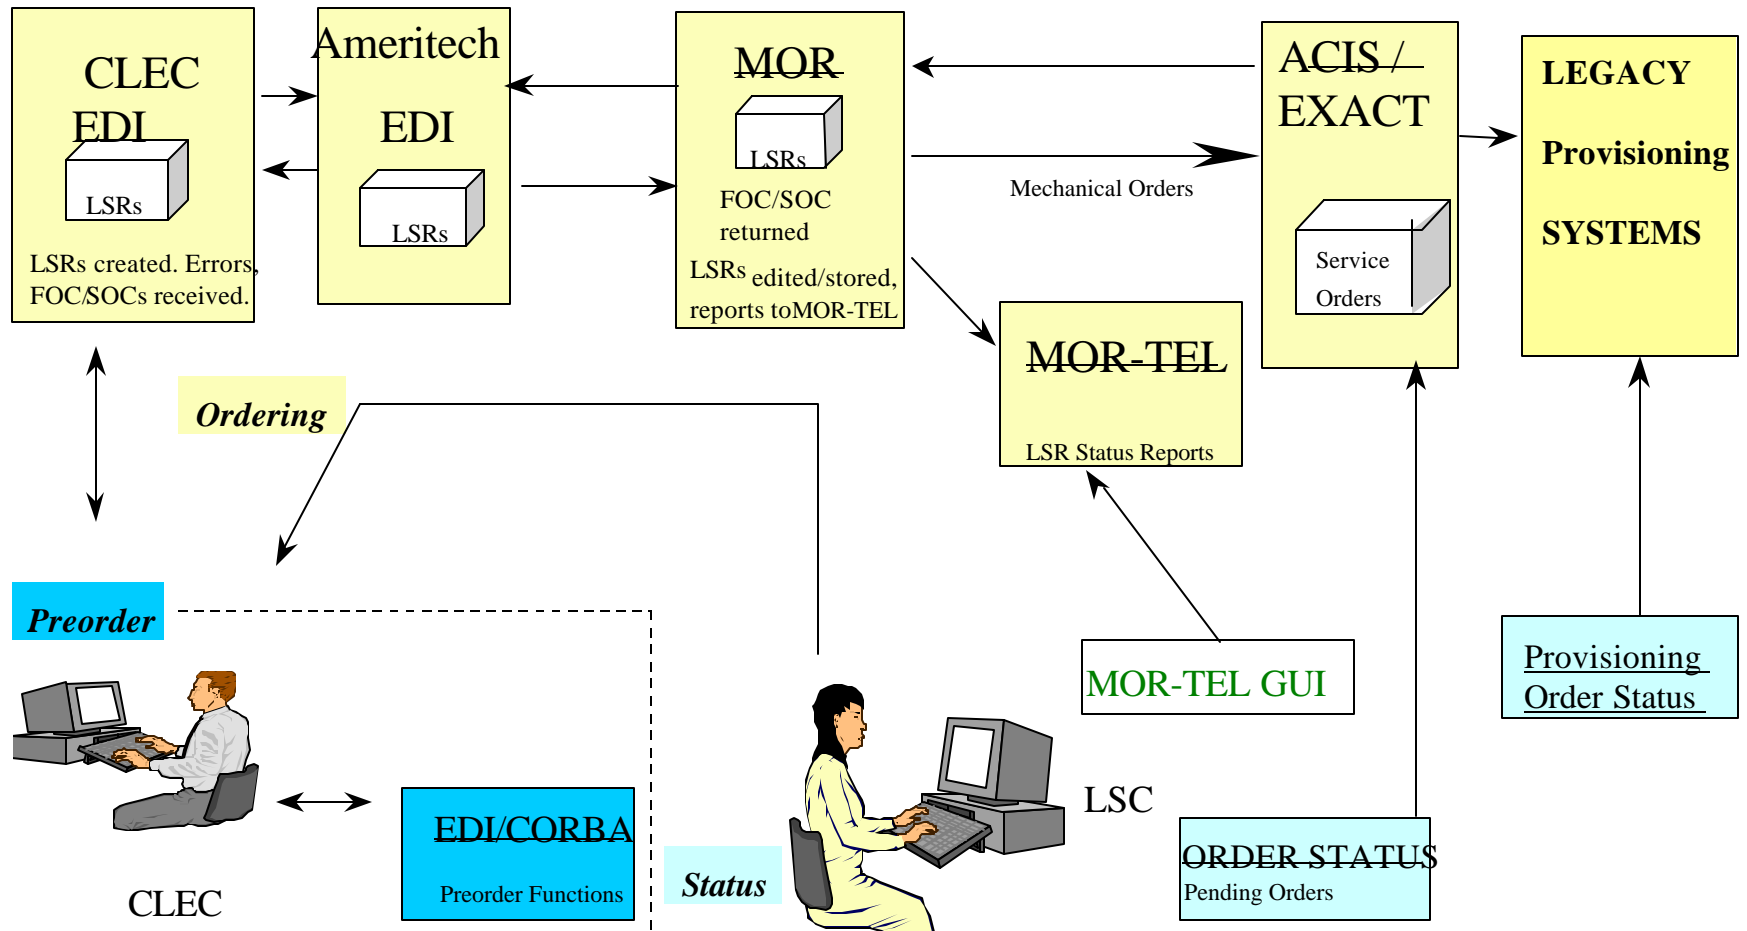 CLEC
EDI
LSRs
LSRs created. Errors,
FOC/SOCs received.
Ameritech
EDI
LSRs
MOR
LSRs
FOC/SOC
returned
LSRs edited/stored,
reports toMOR-TEL
Mechanical Orders
ACIS /
EXACT
Service
Orders
LEGACY
Provisioning
SYSTEMS
MOR-TEL
LSR Status Reports
Ordering
Preorder
MOR-TEL GUI
Provisioning
Order Status
CLEC
EDI/CORBA
Preorder Functions
Status
LSC
ORDER STATUS
Pending Orders